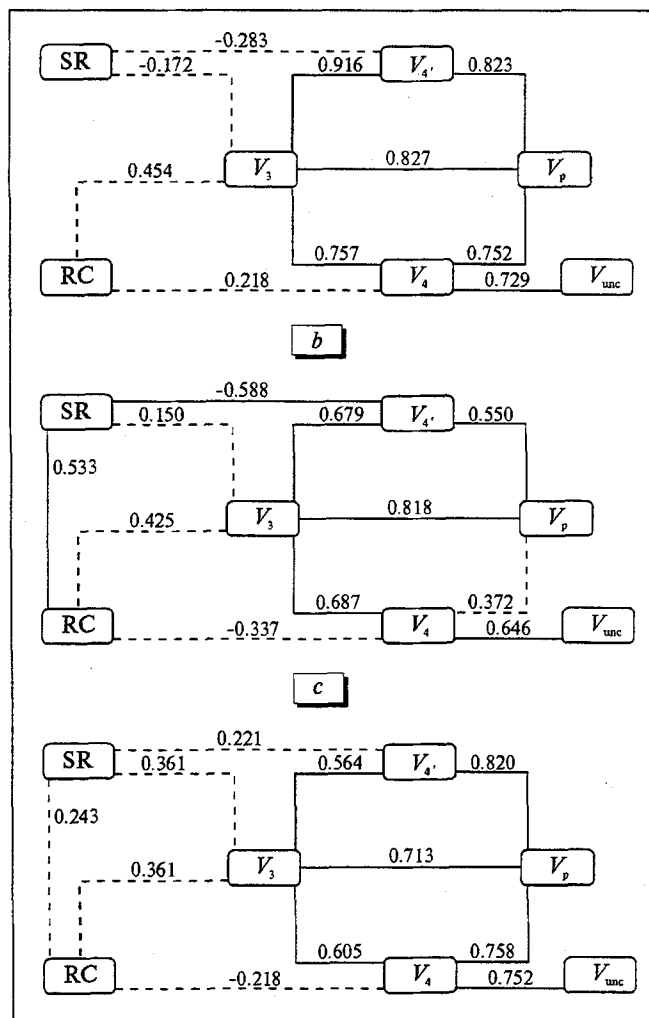 -0.283
SR -0.172 0.916 V4' 0.823
0.454 V3 0.827 Vp
RC 0.218 0.757 V4 0.752 0.729 Vunc
b
-0.588
SR 0.150 0.679 V4' 0.550
0.533
0.425 V3 0.818 Vp
RC -0.337 0.687 V4 0.372 0.646 Vunc
c
0.221
SR 0.361 0.564 V4' 0.820
0.243
0.361 V3 0.713 Vp
RC -0.218 0.605 V4 0.758 0.752 Vunc